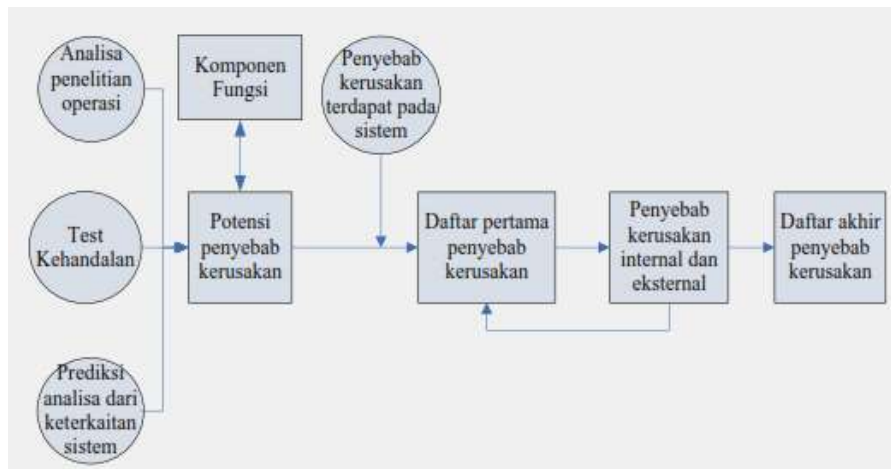 Analisa
penelitian
operasi
Komponen
Fungsi
Penyebab
kerusakan
terdapat pada
sistem
Test
Kehandalan
Potensi
penyebab
kerusakan
Daftar pertama
penyebab
kerusakan
Penyebab
kerusakan
internal dan
eksternal
Daftar akhir
penyebab
kerusakan
Prediksi
analisa dari
keterkaitan
sistem